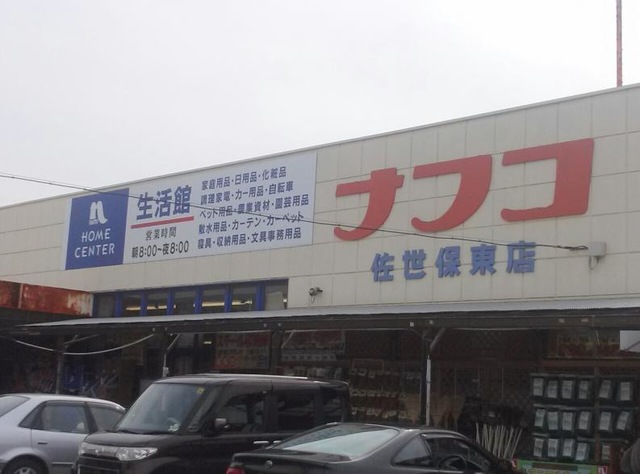 HOME
CENTER
生活館
営業時間
朝8:00~夜8:00
家庭用品・日用品・化粧品
調理家電・カー用品・自転車
ペット用品・農業資材・園芸用品
散水用品・カーテン・カーペット
寝具・収納用品・文具事務用品
ナフコ
佐世保東店